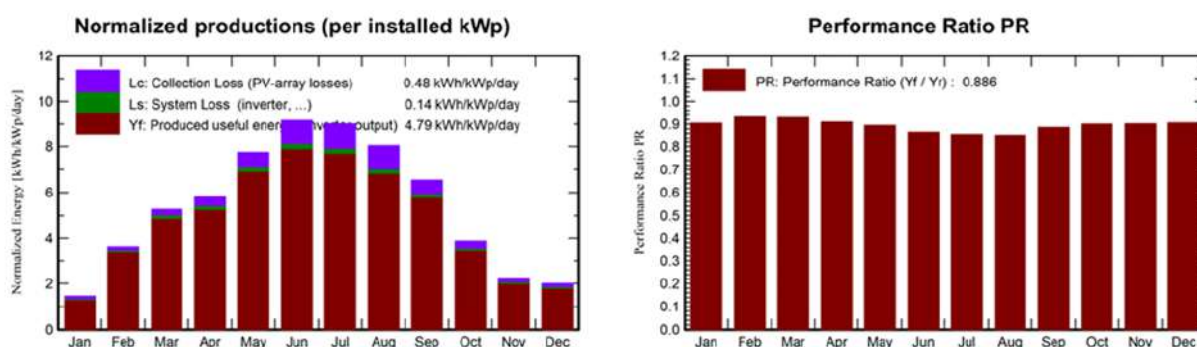 Normalized productions (per installed kWp)
12
10
8
6
4
2
0
Normalized Energy [kWh/kWp/day]
Lc: Collection Loss (PV-array losses) 0.48 kWh/kWp/day
Ls: System Loss (inverter, ...) 0.14 kWh/kWp/day
Yf: Produced useful output) 4.79 kWh/kWp/day
Jan Feb Mar Apr May Jun Jul Aug Sep Oct Nov Dec
Performance Ratio PR
1.2
1.1
1.0
0.9
0.8
0.7
0.6
0.5
0.4
0.3
0.2
0.1
0.0
Performance Ratio PR
PR: Performance Ratio (Yf / Yr) : 0.886
Jan Feb Mar Apr May Jun Jul Aug Sep Oct Nov Dec